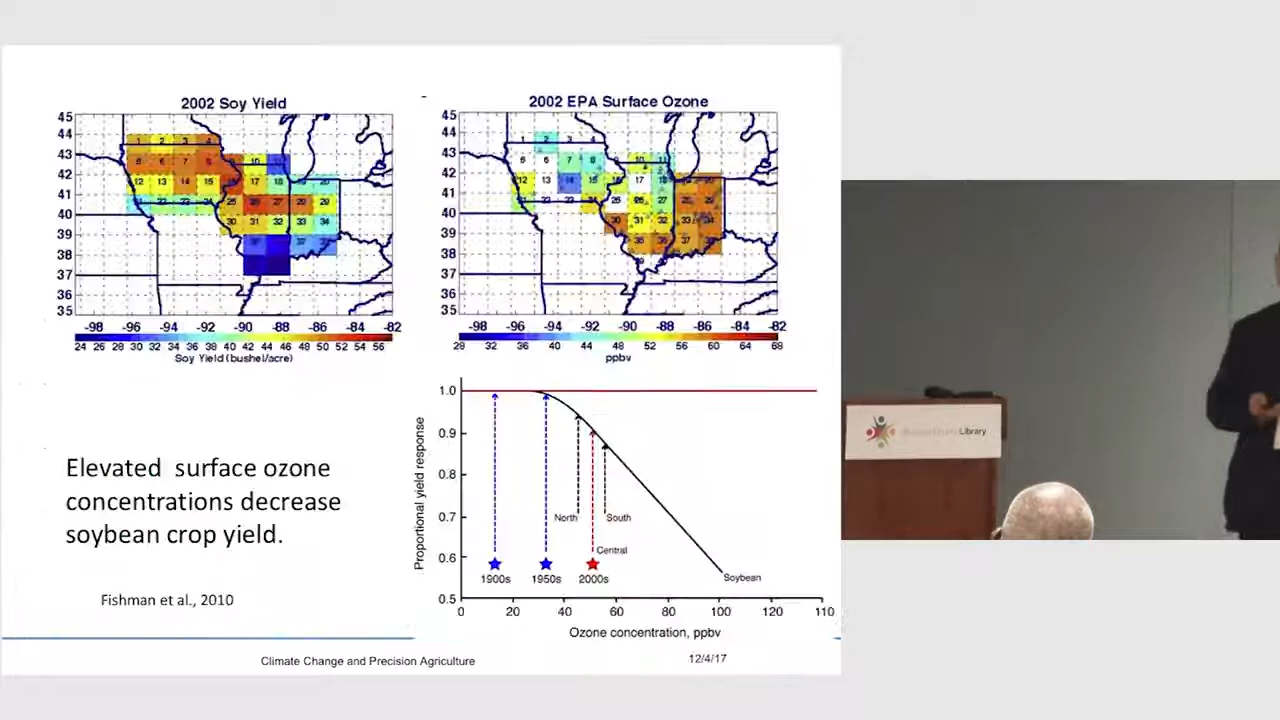 2002 Soy Yield
45
44
43
42
41
40
39
38
37
36
35
-98 -96 -94 -92 -90 -88 -86 -84 -82
24 26 28 30 32 34 36 38 40 42 44 46 48 50 52 54 56
Soy Yield (bushel/acre)
2002 EPA Surface Ozone
45
44
43
42
41
40
39
38
37
36
35
-98 -96 -94 -92 -90 -88 -86 -84 -82
28 32 36 40 44 48 52 56 60 64 68
ppbv
Elevated surface ozone
concentrations decrease
soybean crop yield.
Fishman et al., 2010
Proportional yield response
1.0
0.9
0.8
0.7
0.6
0.5
North
South
Central
1900s 1950s 2000s
Soybean
0 20 40 60 80 100 120 110
Ozone concentration, ppbv
Climate Change and Precision Agriculture
12/4/17
Library